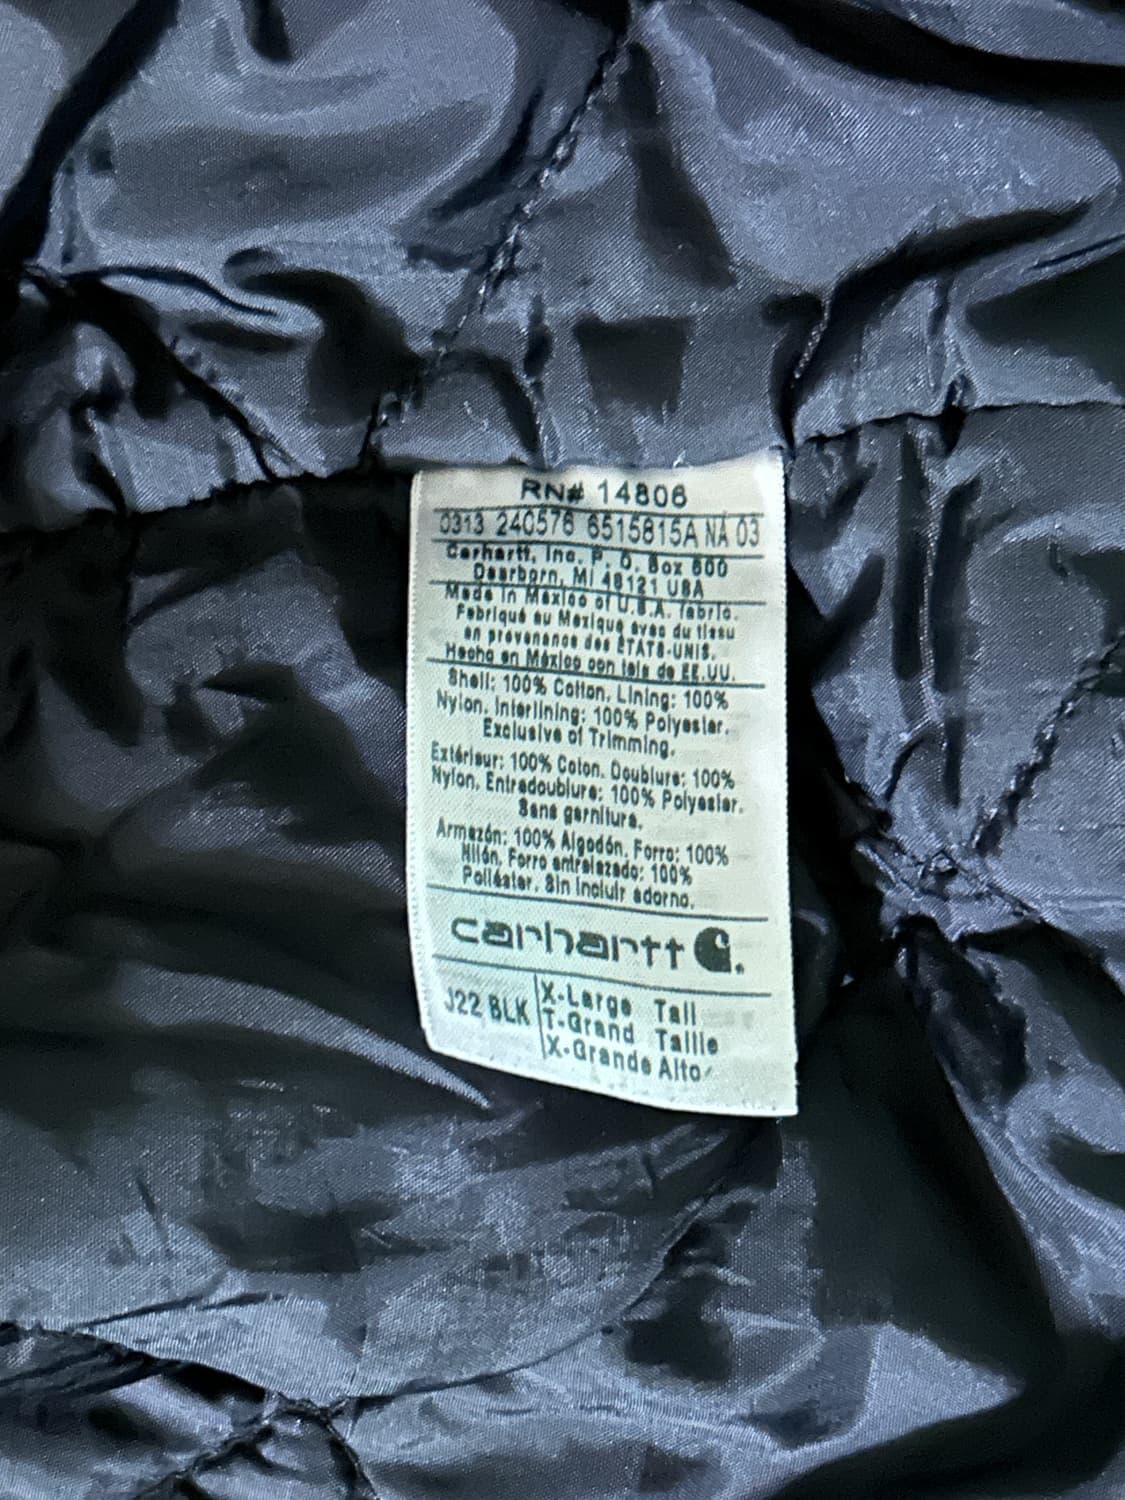 RN# 14806
0313 240576 6515815A NA 03
Carhartt, Inc. P. O. Box 600
Dearborn, MI 48121 USA
Made in Mexico of U.S.A. fabric.
Fabriqué au Mexique avec du tissu
en provenance des ÉTATS-UNIS.
Hecho en México con tela de EE.UU.
Shell: 100% Cotton. Lining: 100%
Nylon. Interlining: 100% Polyester.
Exclusive of Trimming.
Extérieur: 100% Coton. Doublure: 100%
Nylon. Entredoublure: 100% Polyester.
Sans garniture.
Armazón: 100% Algodón. Forro: 100%
Nilón. Forro entrelazado: 100%
Poliéster. Sin incluir adorno.
carhartt
J22 BLK
X-Large Tall
T-Grand Taille
X-Grande Alto